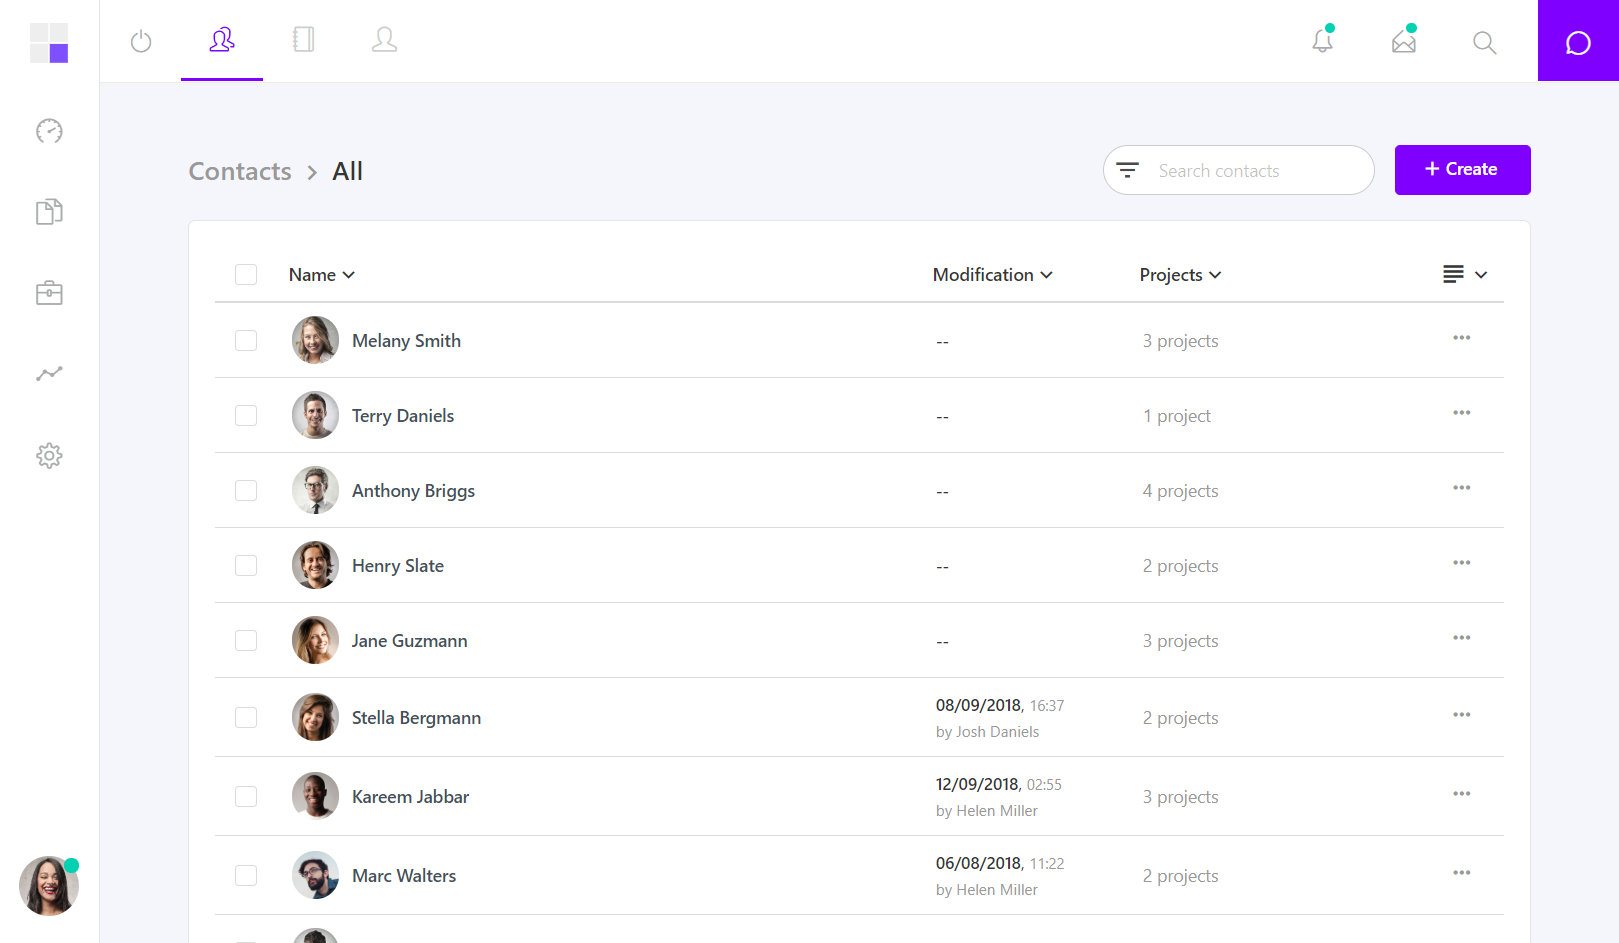 Contacts > All
Search contacts
+ Create
Name Modification Projects
Melany Smith -- 3 projects
Terry Daniels -- 1 project
Anthony Briggs -- 4 projects
Henry Slate -- 2 projects
Jane Guzmann -- 3 projects
Stella Bergmann 08/09/2018, 16:37 2 projects
by Josh Daniels
Kareem Jabbar 12/09/2018, 02:55 3 projects
by Helen Miller
Marc Walters 06/08/2018, 11:22 2 projects
by Helen Miller